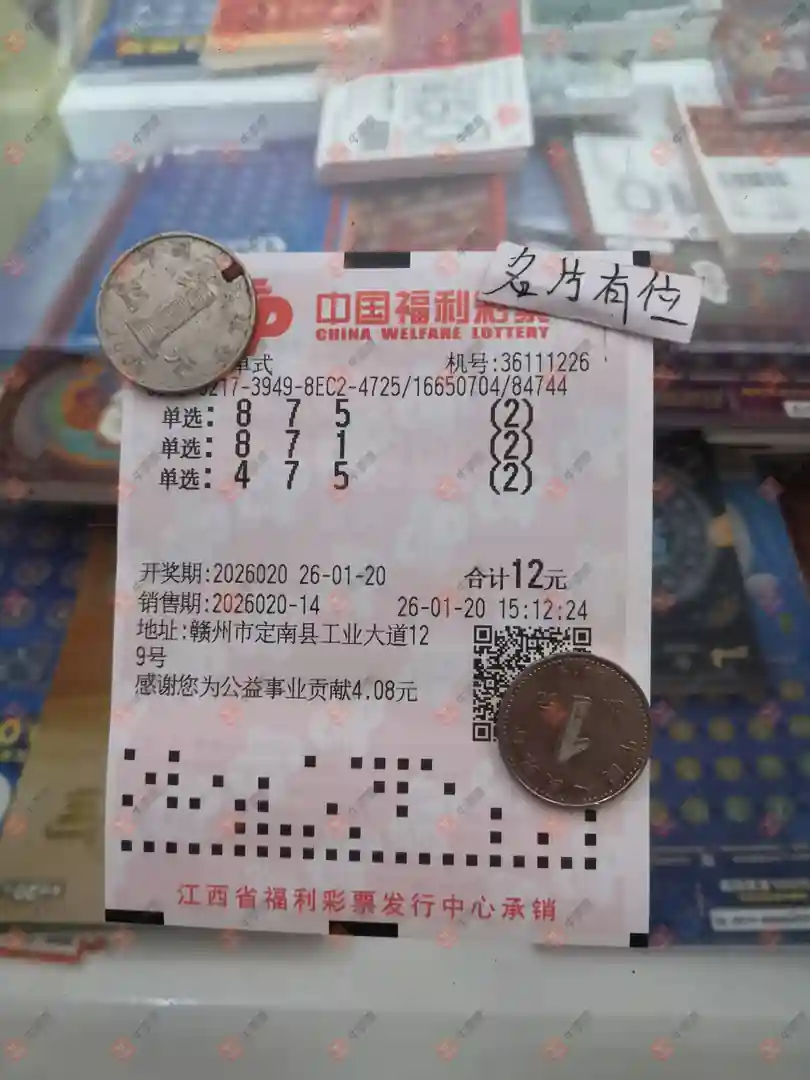 名片有位
中国福利彩票
CHINA WELFARE LOTTERY
单式 机号:36111226
217-3949-8EC2-4725/16650704/84744
单选: 8 7 5 (2)
单选: 8 7 1 (2)
单选: 4 7 5 (2)
开奖期:2026020 26-01-20 合计12元
销售期:2026020-14 26-01-20 15:12:24
地址:赣州市定南县工业大道12
9号
感谢您为公益事业贡献4.08元
1
江西省福利彩票发行中心承销